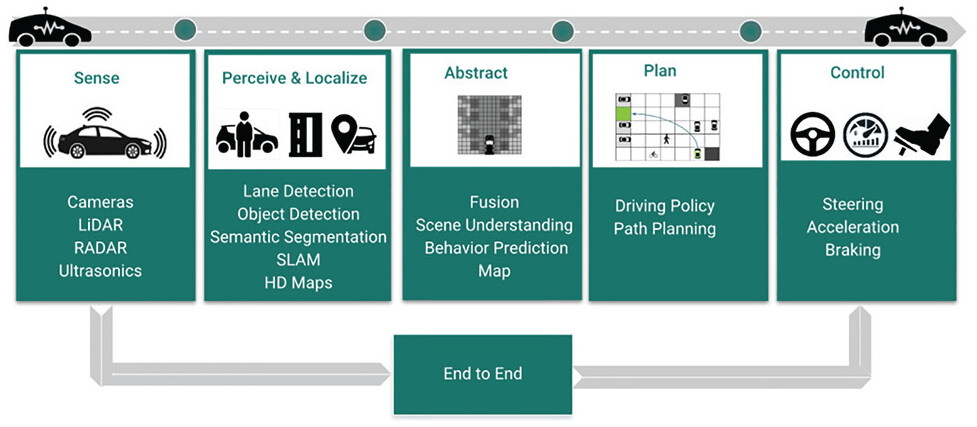 Sense
Cameras
LiDAR
RADAR
Ultrasonics
Perceive & Localize
Lane Detection
Object Detection
Semantic Segmentation
SLAM
HD Maps
Abstract
Fusion
Scene Understanding
Behavior Prediction
Map
Plan
Driving Policy
Path Planning
Control
Steering
Acceleration
Braking
End to End